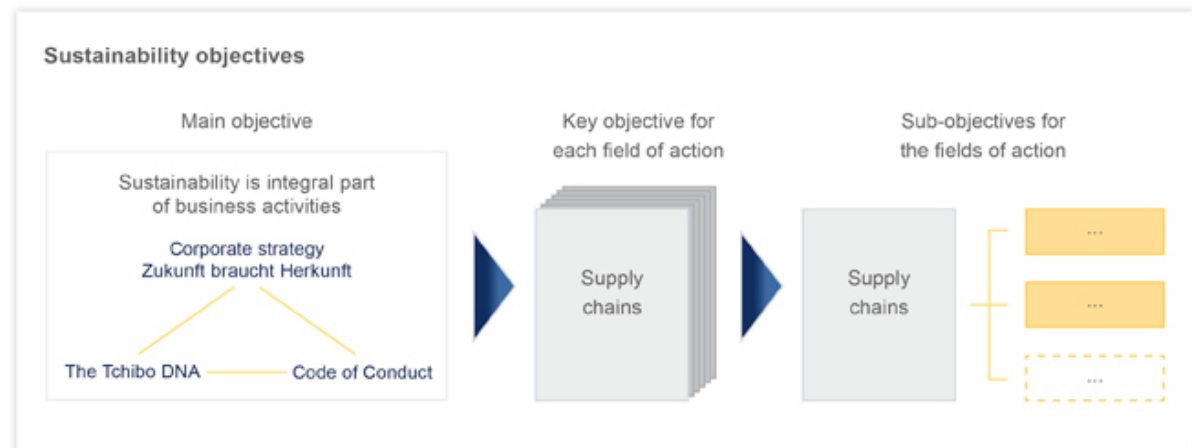 Sustainability objectives
Main objective
Sustainability is integral part
of business activities
Corporate strategy
Zukunft braucht Herkunft
The Tchibo DNA
Code of Conduct
Key objective for
each field of action
Supply
chains
Sub-objectives for
the fields of action
Supply
chains
...
...
...